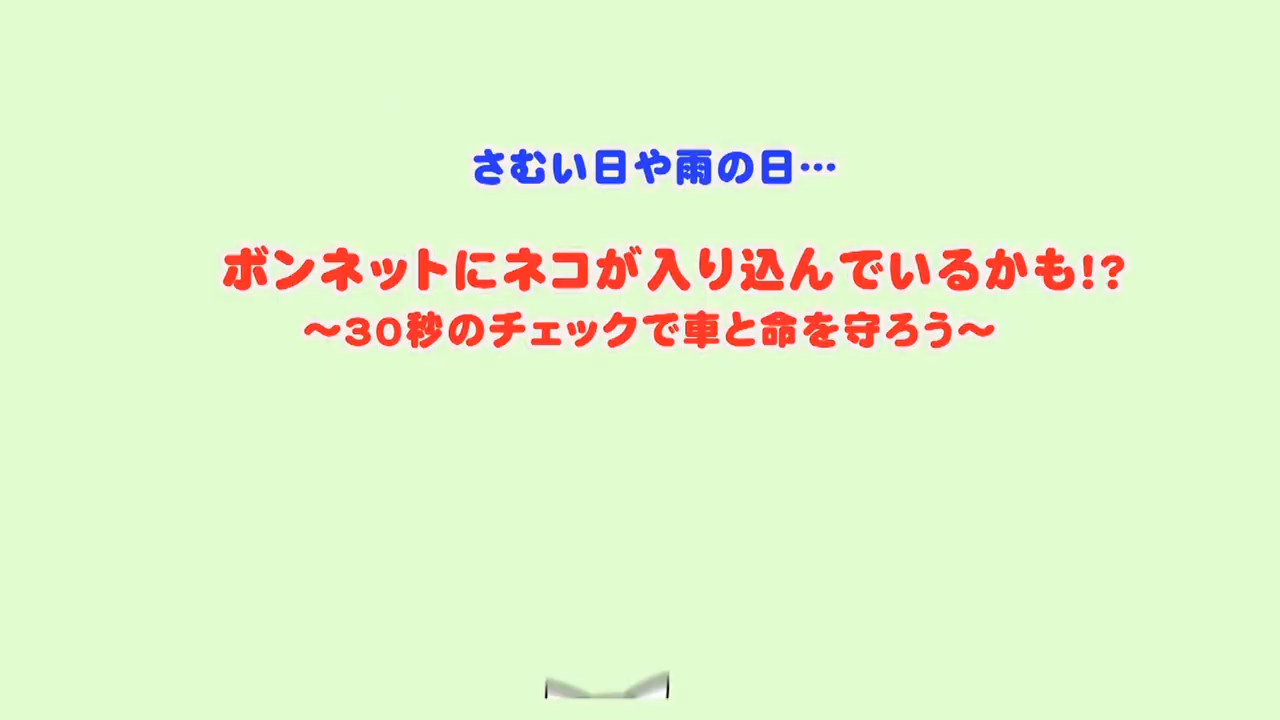 さむい日や雨の日…
ボンネットにネコが入り込んでいるかも!?
〜30秒のチェックで車と命を守ろう〜